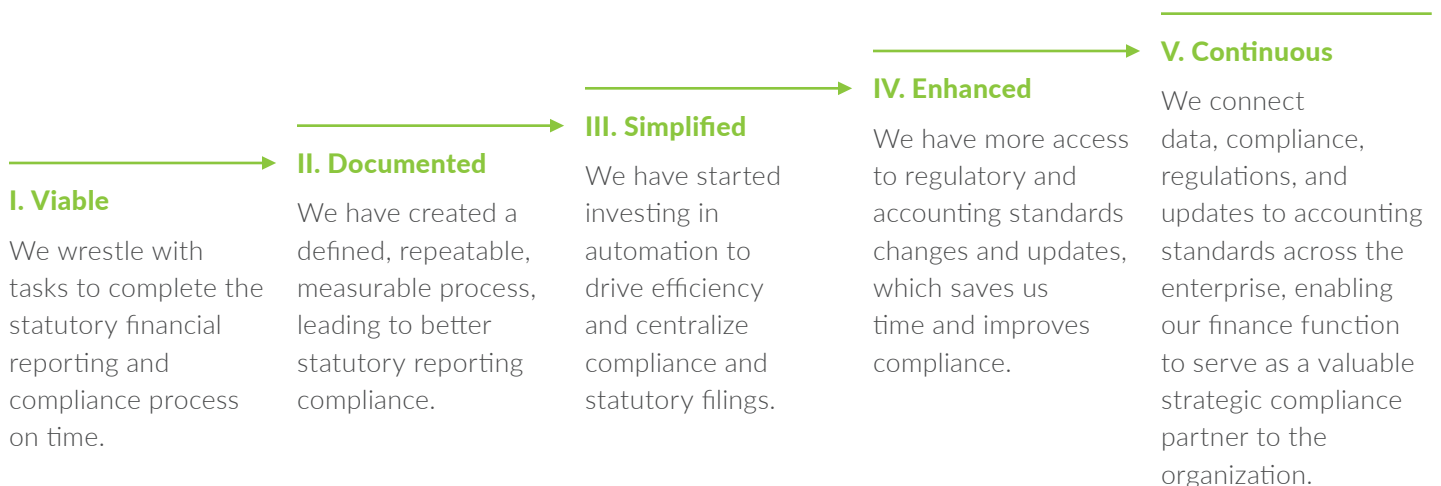 I. Viable
We wrestle with
tasks to complete the
statutory financial
reporting and
compliance process
on time.
II. Documented
We have created a
defined, repeatable,
measurable process,
leading to better
statutory reporting
compliance.
III. Simplified
We have started
investing in
automation to
drive efficiency
and centralize
compliance and
statutory filings.
IV. Enhanced
We have more access
to regulatory and
accounting standards
changes and updates,
which saves us
time and improves
compliance.
V. Continuous
We connect
data, compliance,
regulations, and
updates to accounting
standards across the
enterprise, enabling
our finance function
to serve as a valuable
strategic compliance
partner to the
organization.